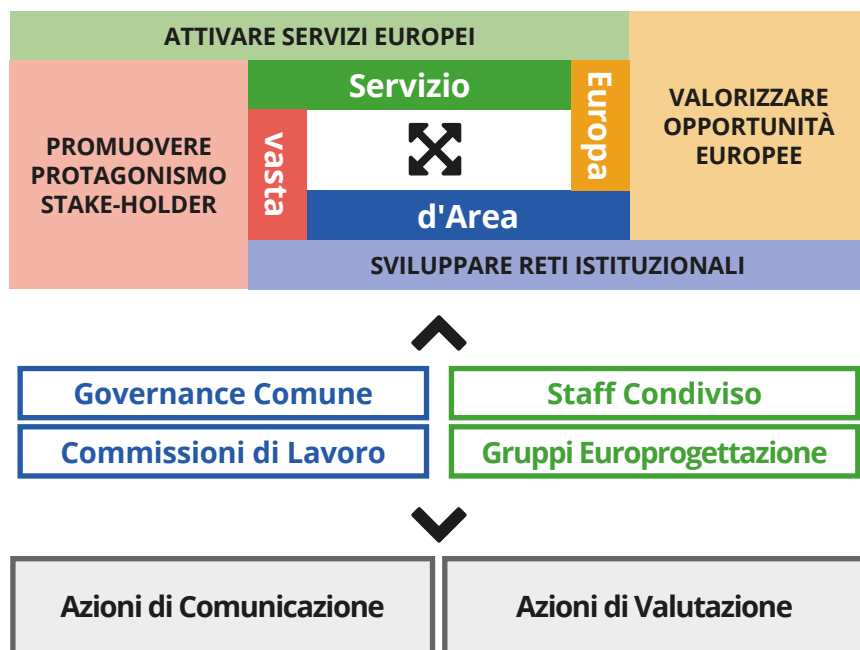 ATTIVARE SERVIZI EUROPEI
Servizio
Europa
d'Area
vasta
PROMUOVERE
PROTAGONISMO
STAKE-HOLDER
VALORIZZARE
OPPORTUNITÀ
EUROPEE
SVILUPPARE RETI ISTITUZIONALI
Governance Comune
Staff Condiviso
Commissioni di Lavoro
Gruppi Europrogettazione
Azioni di Comunicazione
Azioni di Valutazione